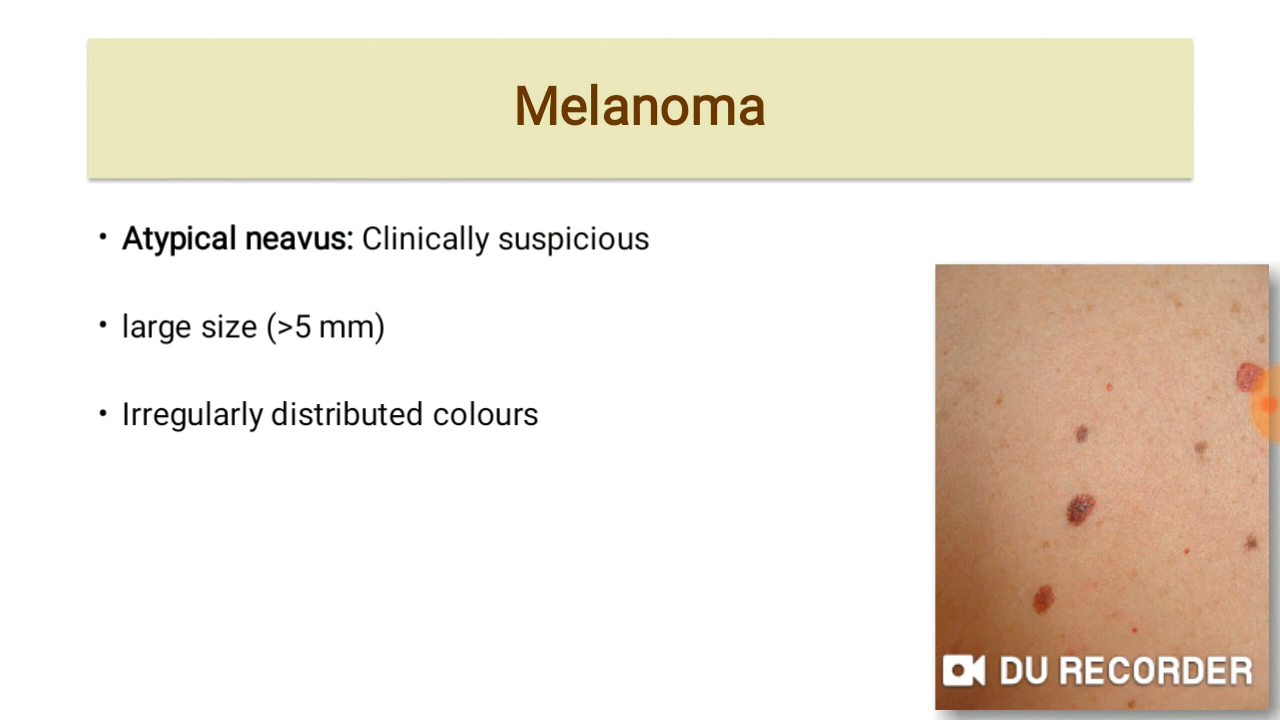 Melanoma
• Atypical neavus: Clinically suspicious
• large size (>5 mm)
• Irregularly distributed colours
DU RECORDER